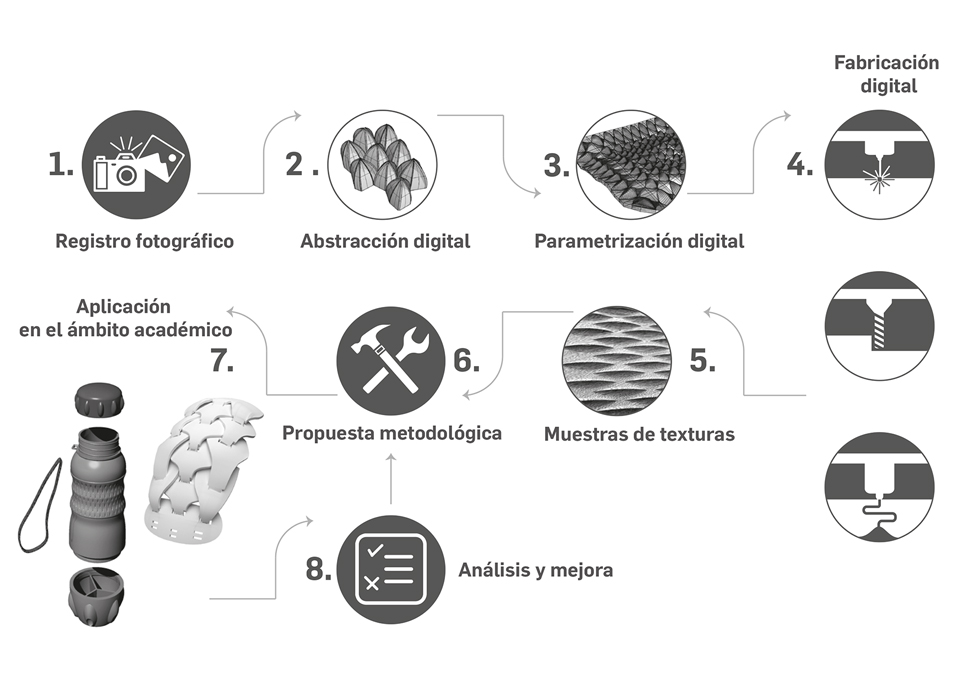 1.
Registro fotográfico
2 .
Abstracción digital
3.
Parametrización digital
Fabricación
digital
4.
5.
Muestras de texturas
6.
Propuesta metodológica
Aplicación
en el ámbito académico
7.
8.
Análisis y mejora